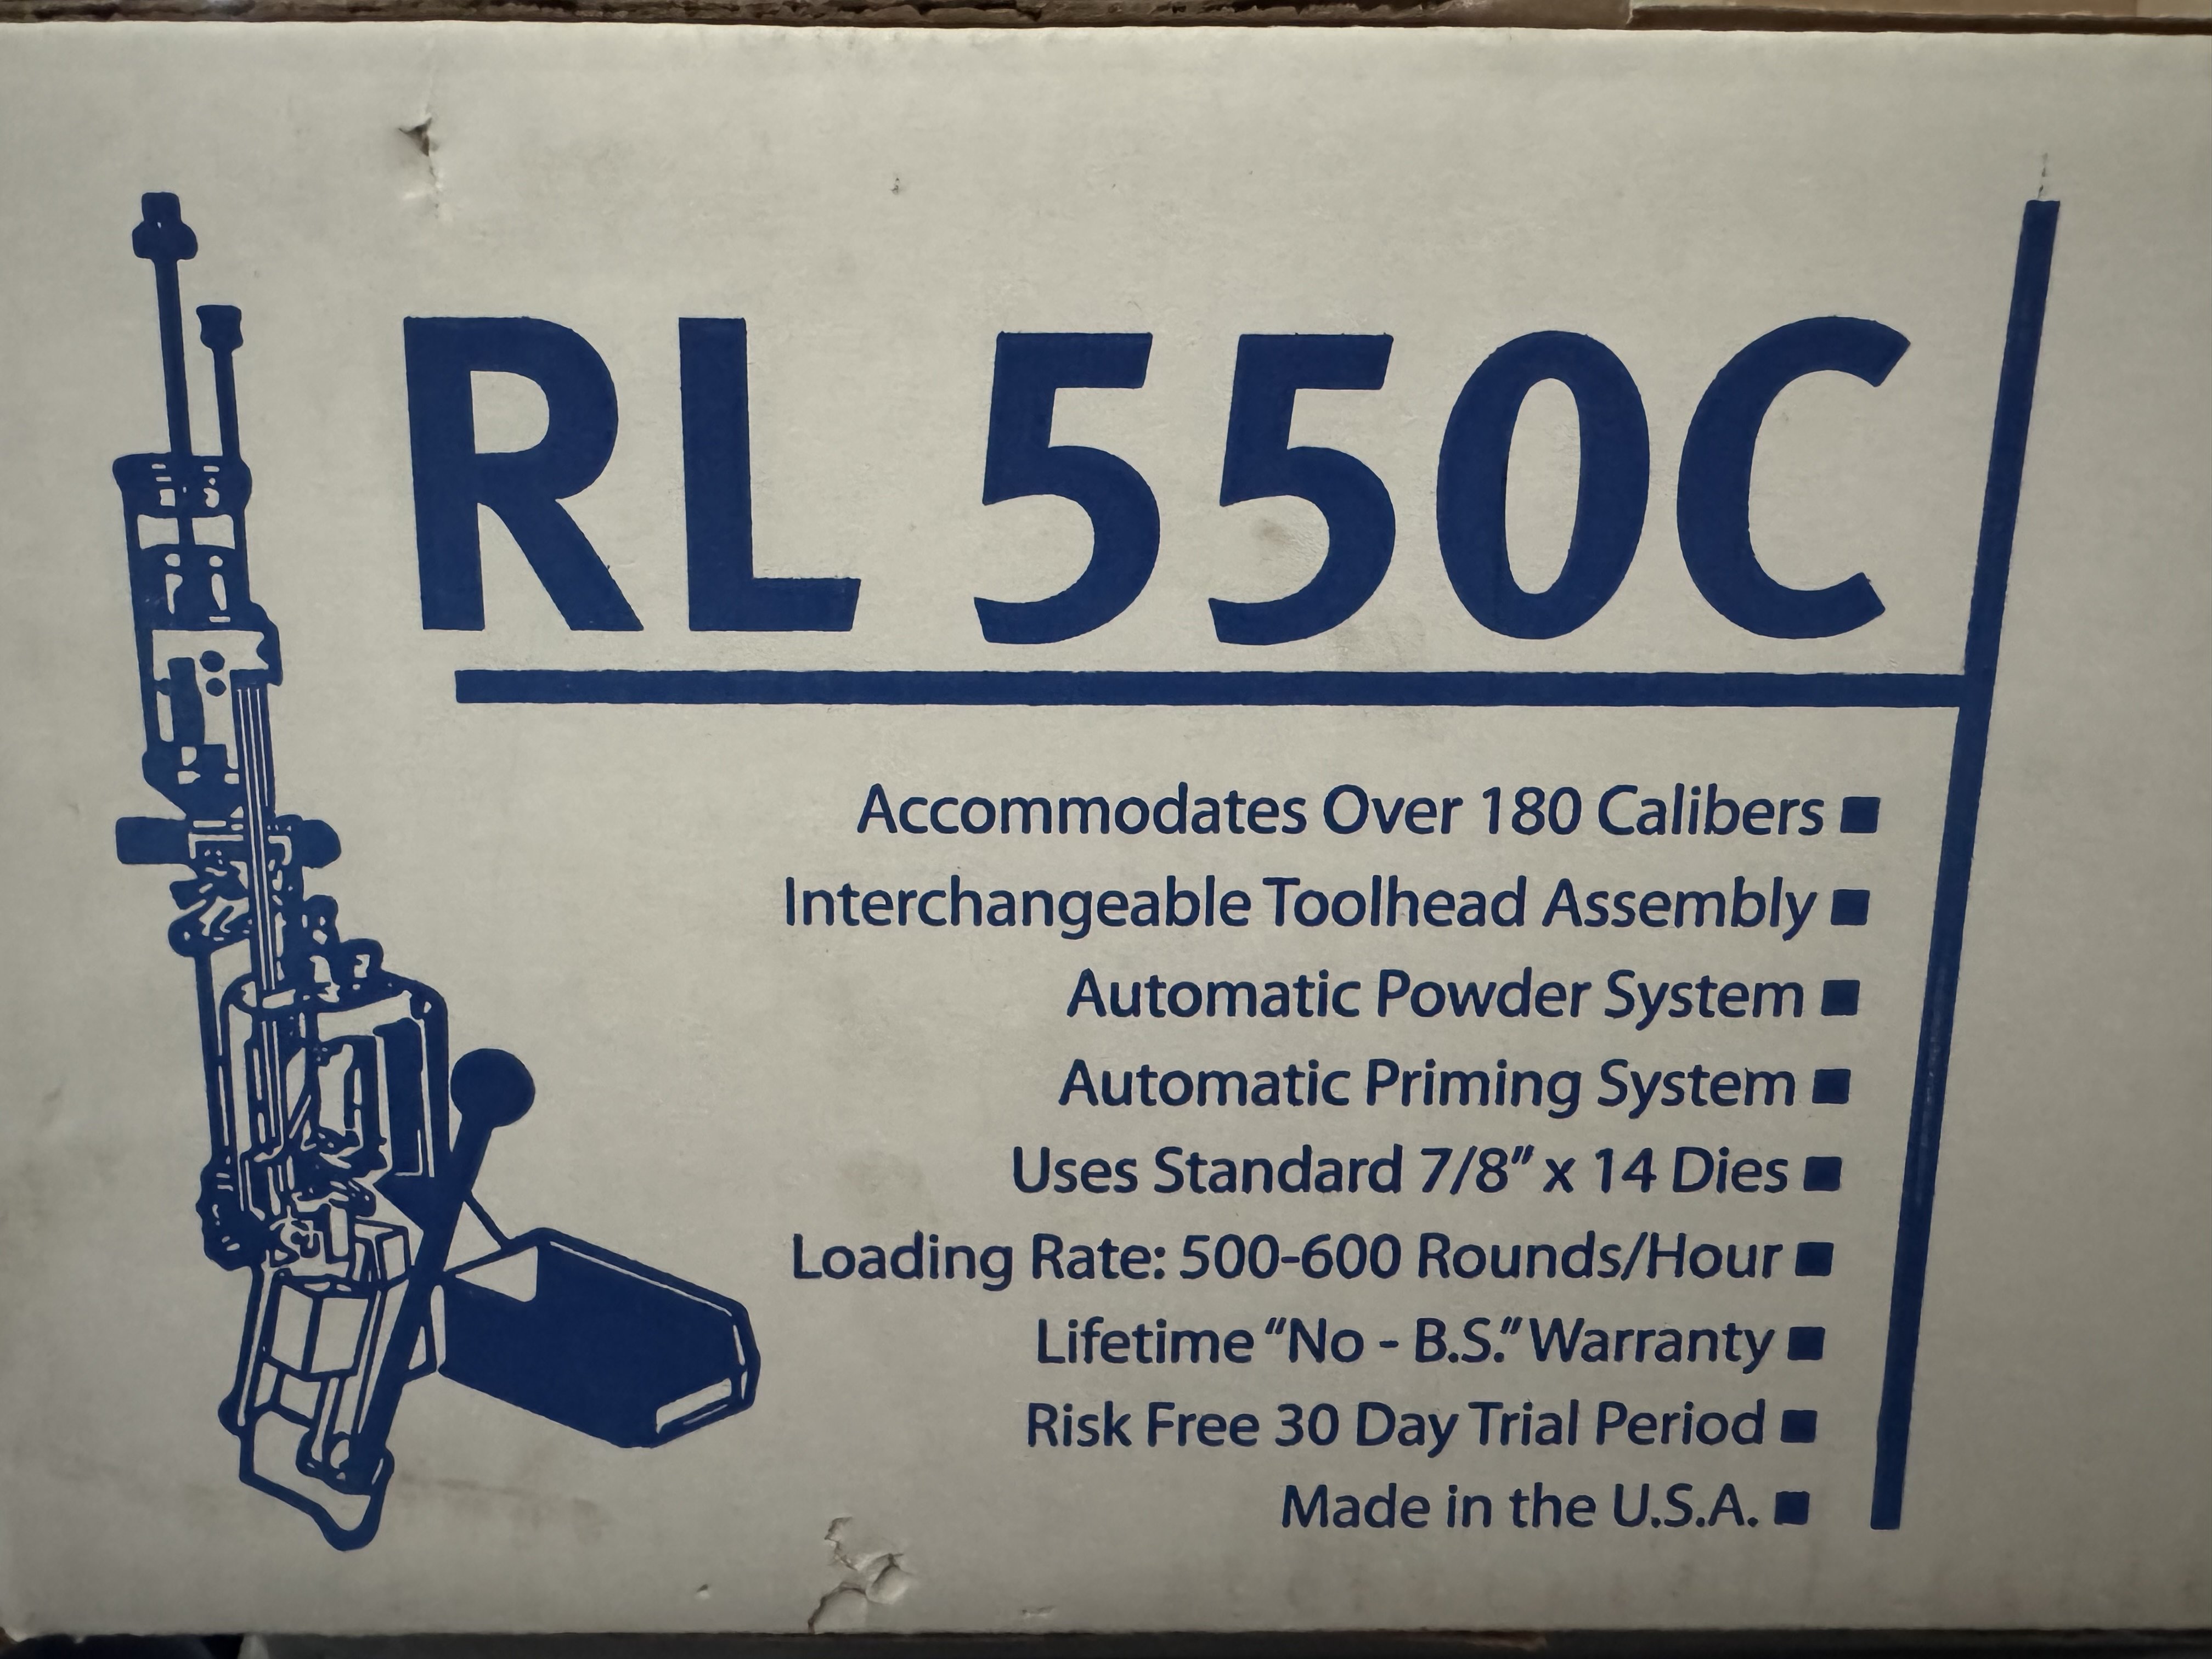 RL 550C
Accommodates Over 180 Calibers ■
Interchangeable Toolhead Assembly ■
Automatic Powder System ■
Automatic Priming System ■
Uses Standard 7/8” x 14 Dies ■
Loading Rate: 500-600 Rounds/Hour ■
Lifetime “No - B.S.” Warranty ■
Risk Free 30 Day Trial Period ■
Made in the U.S.A. ■